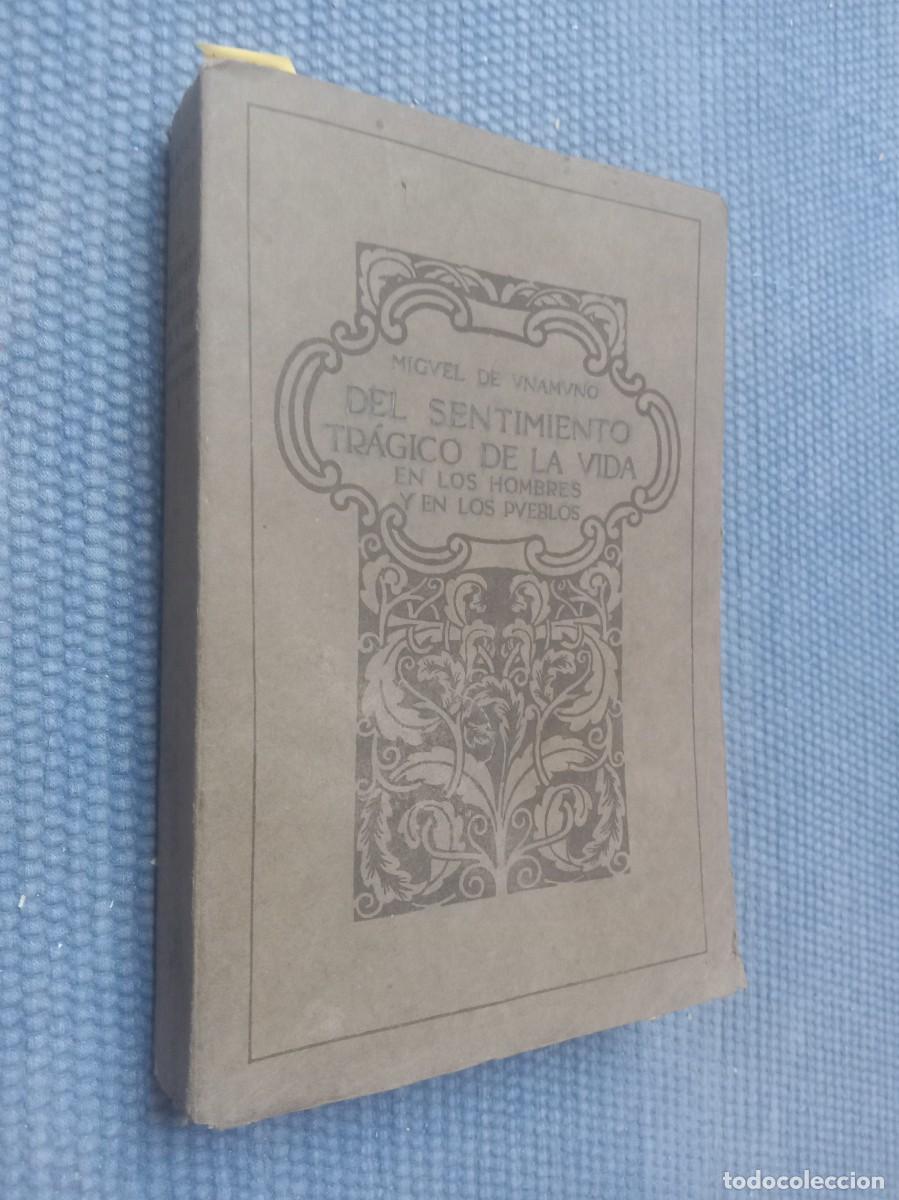 MIGVEL DE VNAMVNO
DEL SENTIMIENTO
TRÁGICO DE LA VIDA
EN LOS HOMBRES
Y EN LOS PVEBLOS
todocoleccion